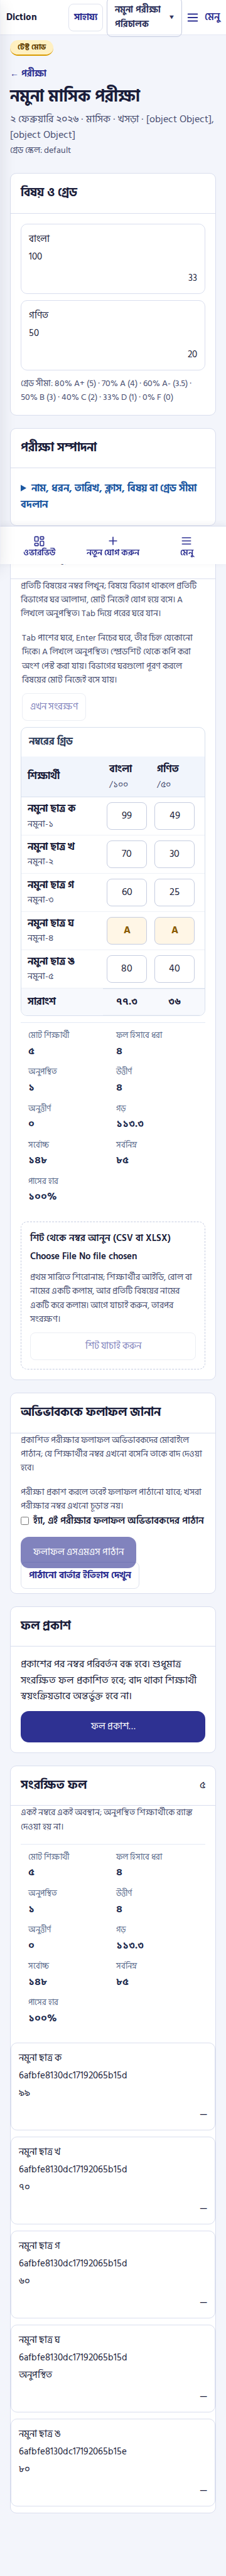 Diction
সাহায্য
নমুনা পরীক্ষা
পরিচালক
মেনু
টেস্ট মোড
← পরীক্ষা
নমুনা মাসিক পরীক্ষা
২ ফেব্রুয়ারি ২০২৬ · মাসিক · খসড়া · [object Object],
[object Object]
গ্রেড স্কেল: default
বিষয় ও গ্রেড
বাংলা
100
33
গণিত
50
20
গ্রেড সীমা: 80% A+ (5) · 70% A (4) · 60% A- (3.5) ·
50% B (3) · 40% C (2) · 33% D (1) · 0% F (0)
পরীক্ষা সম্পাদনা
নাম, ধরন, তারিখ, ক্লাস, বিষয় বা গ্রেড সীমা
বদলান
ওভারভিউ
নতুন যোগ করুন
মেনু
প্রতিটি বিষয়ের নম্বর লিখুন; বিষয়ে বিভাগ থাকলে প্রতিটি
বিভাগের ঘর আলাদা, মোট নিজেই যোগ হয়ে বসে। A
লিখলে অনুপস্থিত। Tab দিয়ে পরের ঘরে যান।
Tab পাশের ঘরে, Enter নিচের ঘরে, তীর চিহ্ন যেকোনো
দিকে। A লিখলে অনুপস্থিত। স্প্রেডশিট থেকে কপি করা
অংশ পেস্ট করা যায়। বিভাগের ঘরগুলো পূরণ করলে
বিষয়ের মোট নিজেই বসে যায়।
এখন সংরক্ষণ
নম্বরের গ্রিড
শিক্ষার্থী
বাংলা
/১০০
গণিত
/৫০
নমুনা ছাত্র ক
নমুনা-১
99
49
নমুনা ছাত্র খ
নমুনা-২
70
30
নমুনা ছাত্র গ
নমুনা-৩
60
25
নমুনা ছাত্র ঘ
নমুনা-৪
A
A
নমুনা ছাত্র ঙ
নমুনা-৫
80
40
সারাংশ
৭৭.৩
৩৬
মোট শিক্ষার্থী
ফল হিসাবে ধরা
৫
৪
অনুপস্থিত
উত্তীর্ণ
১
৪
অনুত্তীর্ণ
গড়
০
১১৩.৩
সর্বোচ্চ
সর্বনিম্ন
১৪৮
৮৫
পাসের হার
১০০%
শিট থেকে নম্বর আনুন (CSV বা XLSX)
Choose File No file chosen
প্রথম সারিতে শিরোনাম, শিক্ষার্থীর আইডি, রোল বা
নামের একটি কলাম, আর প্রতিটি বিষয়ের নামের
একটি করে কলাম। আগে যাচাই করুন, তারপর
সংরক্ষণ।
শিট যাচাই করুন
অভিভাবককে ফলাফল জানান
প্রকাশিত পরীক্ষার ফলাফল অভিভাবকদের মোবাইলে
পাঠান; যে শিক্ষার্থীর নম্বর এখনো বসেনি তাকে বাদ দেওয়া
হবে।
পরীক্ষা প্রকাশ করলে তবেই ফলাফল পাঠানো যাবে; খসরা
পরীক্ষার নম্বর এখনো চূড়ান্ত নয়।
হ্যাঁ, এই পরীক্ষার ফলাফল অভিভাবকদের পাঠান
ফলাফল এসএমএস পাঠান
পাঠানো বার্তার ইতিহাস দেখুন
ফল প্রকাশ
প্রকাশের পর নম্বর পরিবর্তন বন্ধ হবে। শুধুমাত্র
সংরক্ষিত ফল প্রকাশিত হবে; বাদ থাকা শিক্ষার্থী
স্বয়ংক্রিয়ভাবে অন্তর্ভুক্ত হবে না।
ফল প্রকাশ…
সংরক্ষিত ফল
৫
একই নম্বরে একই অবস্থান; অনুপস্থিত শিক্ষার্থীকে র‍্যাঙ্ক
দেওয়া হয় না।
মোট শিক্ষার্থী
ফল হিসাবে ধরা
৫
৪
অনুপস্থিত
উত্তীর্ণ
১
৪
অনুত্তীর্ণ
গড়
০
১১৩.৩
সর্বোচ্চ
সর্বনিম্ন
১৪৮
৮৫
পাসের হার
১০০%
নমুনা ছাত্র ক
6afbfe8130dc17192065b15d
৯৯
—
নমুনা ছাত্র খ
6afbfe8130dc17192065b15d
৭০
—
নমুনা ছাত্র গ
6afbfe8130dc17192065b15d
৬০
—
নমুনা ছাত্র ঘ
6afbfe8130dc17192065b15d
অনুপস্থিত
—
নমুনা ছাত্র ঙ
6afbfe8130dc17192065b15e
৮০
—